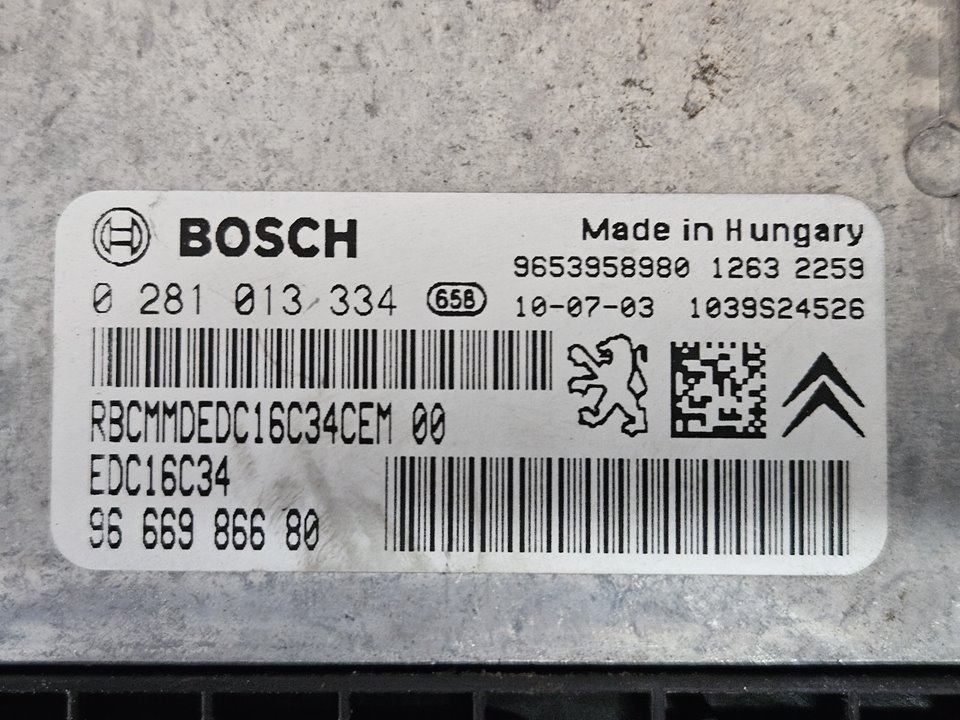 BOSCH
Made in Hungary
9653958980 1263 2259
0 281 013 334 658
10-07-03 1039S24526
RBCMMDEDC16C34CEM 00
EDC16C34
96 669 866 80